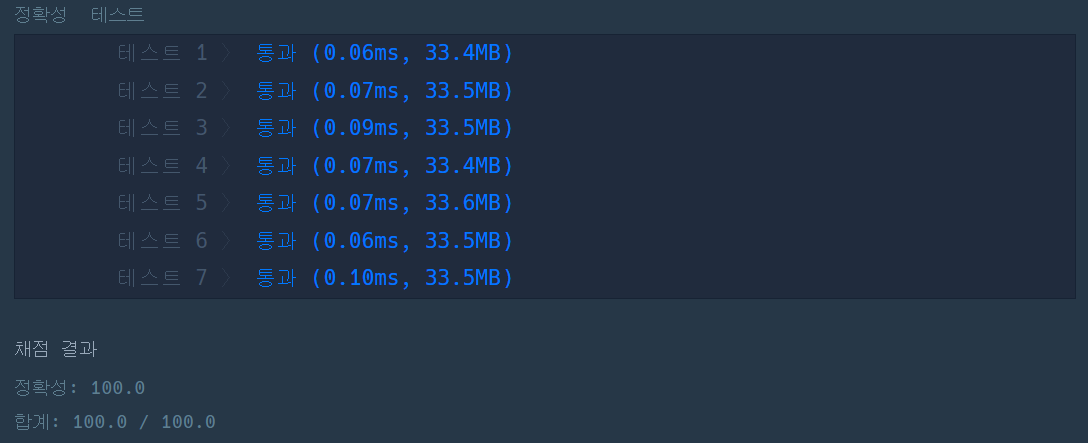 정확성 테스트
테스트 1 〉 통과 (0.06ms, 33.4MB)
테스트 2 〉 통과 (0.07ms, 33.5MB)
테스트 3 〉 통과 (0.09ms, 33.5MB)
테스트 4 〉 통과 (0.07ms, 33.4MB)
테스트 5 〉 통과 (0.07ms, 33.6MB)
테스트 6 〉 통과 (0.06ms, 33.5MB)
테스트 7 〉 통과 (0.10ms, 33.5MB)
채점 결과
정확성: 100.0
합계: 100.0 / 100.0